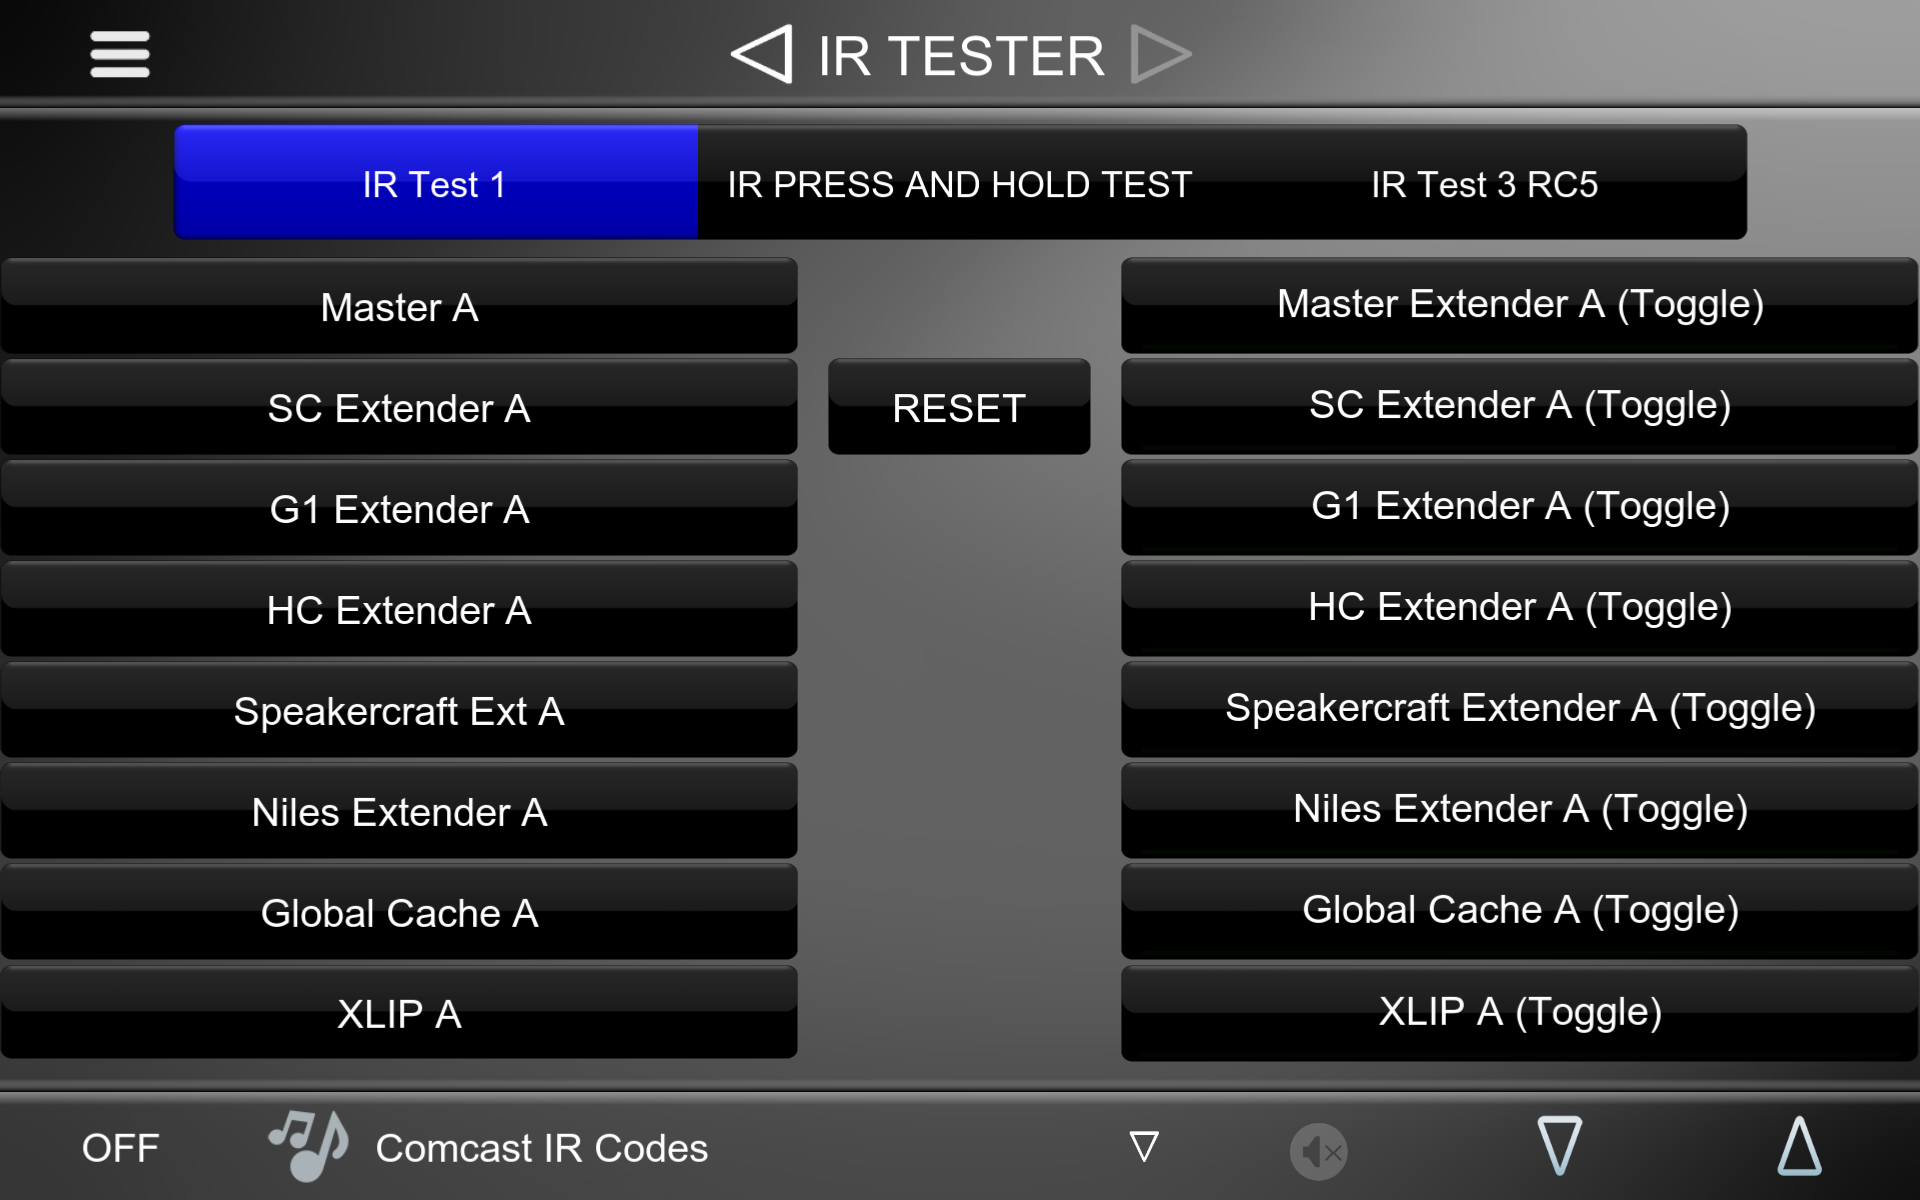 IR TESTER
IR Test 1
IR PRESS AND HOLD TEST
IR Test 3 RC5
Master A
Master Extender A (Toggle)
SC Extender A
RESET
SC Extender A (Toggle)
G1 Extender A
G1 Extender A (Toggle)
HC Extender A
HC Extender A (Toggle)
Speakercraft Ext A
Speakercraft Extender A (Toggle)
Niles Extender A
Niles Extender A (Toggle)
Global Cache A
Global Cache A (Toggle)
XLIP A
XLIP A (Toggle)
OFF
Comcast IR Codes